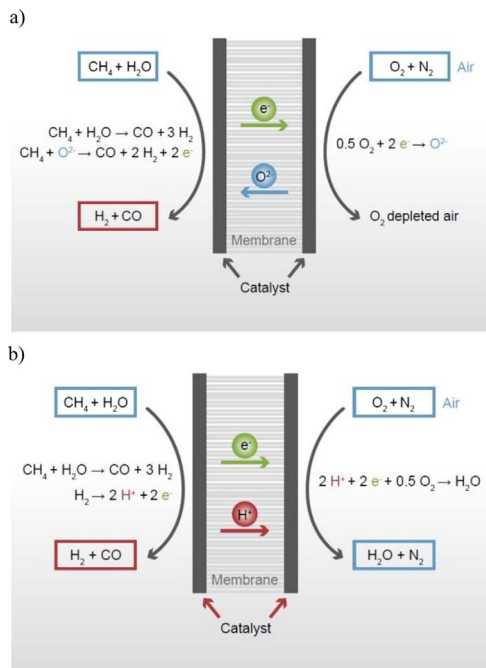 a)
CH₄ + H₂O
O₂ + N₂ Air
e⁻
CH₄ + H₂O → CO + 3 H₂
CH₄ + O²⁻ → CO + 2 H₂ + 2 e⁻
0.5 O₂ + 2 e⁻ → O²⁻
O²⁻
H₂ + CO
O₂ depleted air
Membrane
Catalyst
b)
CH₄ + H₂O
O₂ + N₂ Air
e⁻
CH₄ + H₂O → CO + 3 H₂
H₂ → 2 H⁺ + 2 e⁻
2 H⁺ + 2 e⁻ + 0.5 O₂ → H₂O
H⁺
H₂ + CO
H₂O + N₂
Membrane
Catalyst